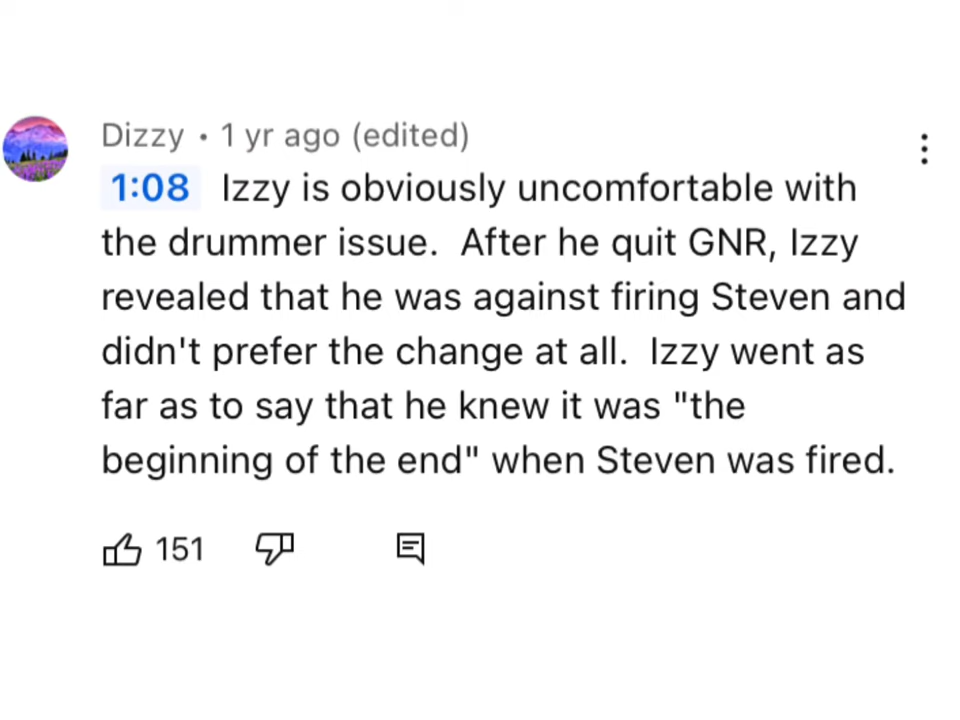 Dizzy • 1 yr ago (edited)
1:08 Izzy is obviously uncomfortable with
the drummer issue.  After he quit GNR, Izzy
revealed that he was against firing Steven and
didn't prefer the change at all.  Izzy went as
far as to say that he knew it was "the
beginning of the end" when Steven was fired.
151